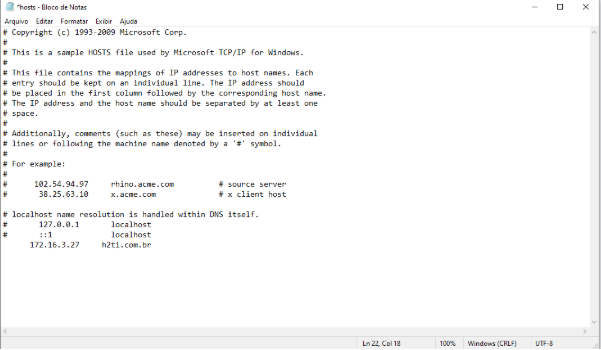 *hosts - Bloco de Notas
Arquivo Editar Formatar Exibir Ajuda
# Copyright (c) 1993-2009 Microsoft Corp.
#
# This is a sample HOSTS file used by Microsoft TCP/IP for Windows.
#
# This file contains the mappings of IP addresses to host names. Each
# entry should be kept on an individual line. The IP address should
# be placed in the first column followed by the corresponding host name.
# The IP address and the host name should be separated by at least one
# space.
#
# Additionally, comments (such as these) may be inserted on individual
# lines or following the machine name denoted by a '#' symbol.
#
# For example:
#
#      102.54.94.97     rhino.acme.com          # source server
#       38.25.63.10     x.acme.com              # x client host

# localhost name resolution is handled within DNS itself.
#       127.0.0.1       localhost
#       ::1             localhost
      172.16.3.27     h2ti.com.br
Ln 22, Col 18 100% Windows (CRLF) UTF-8